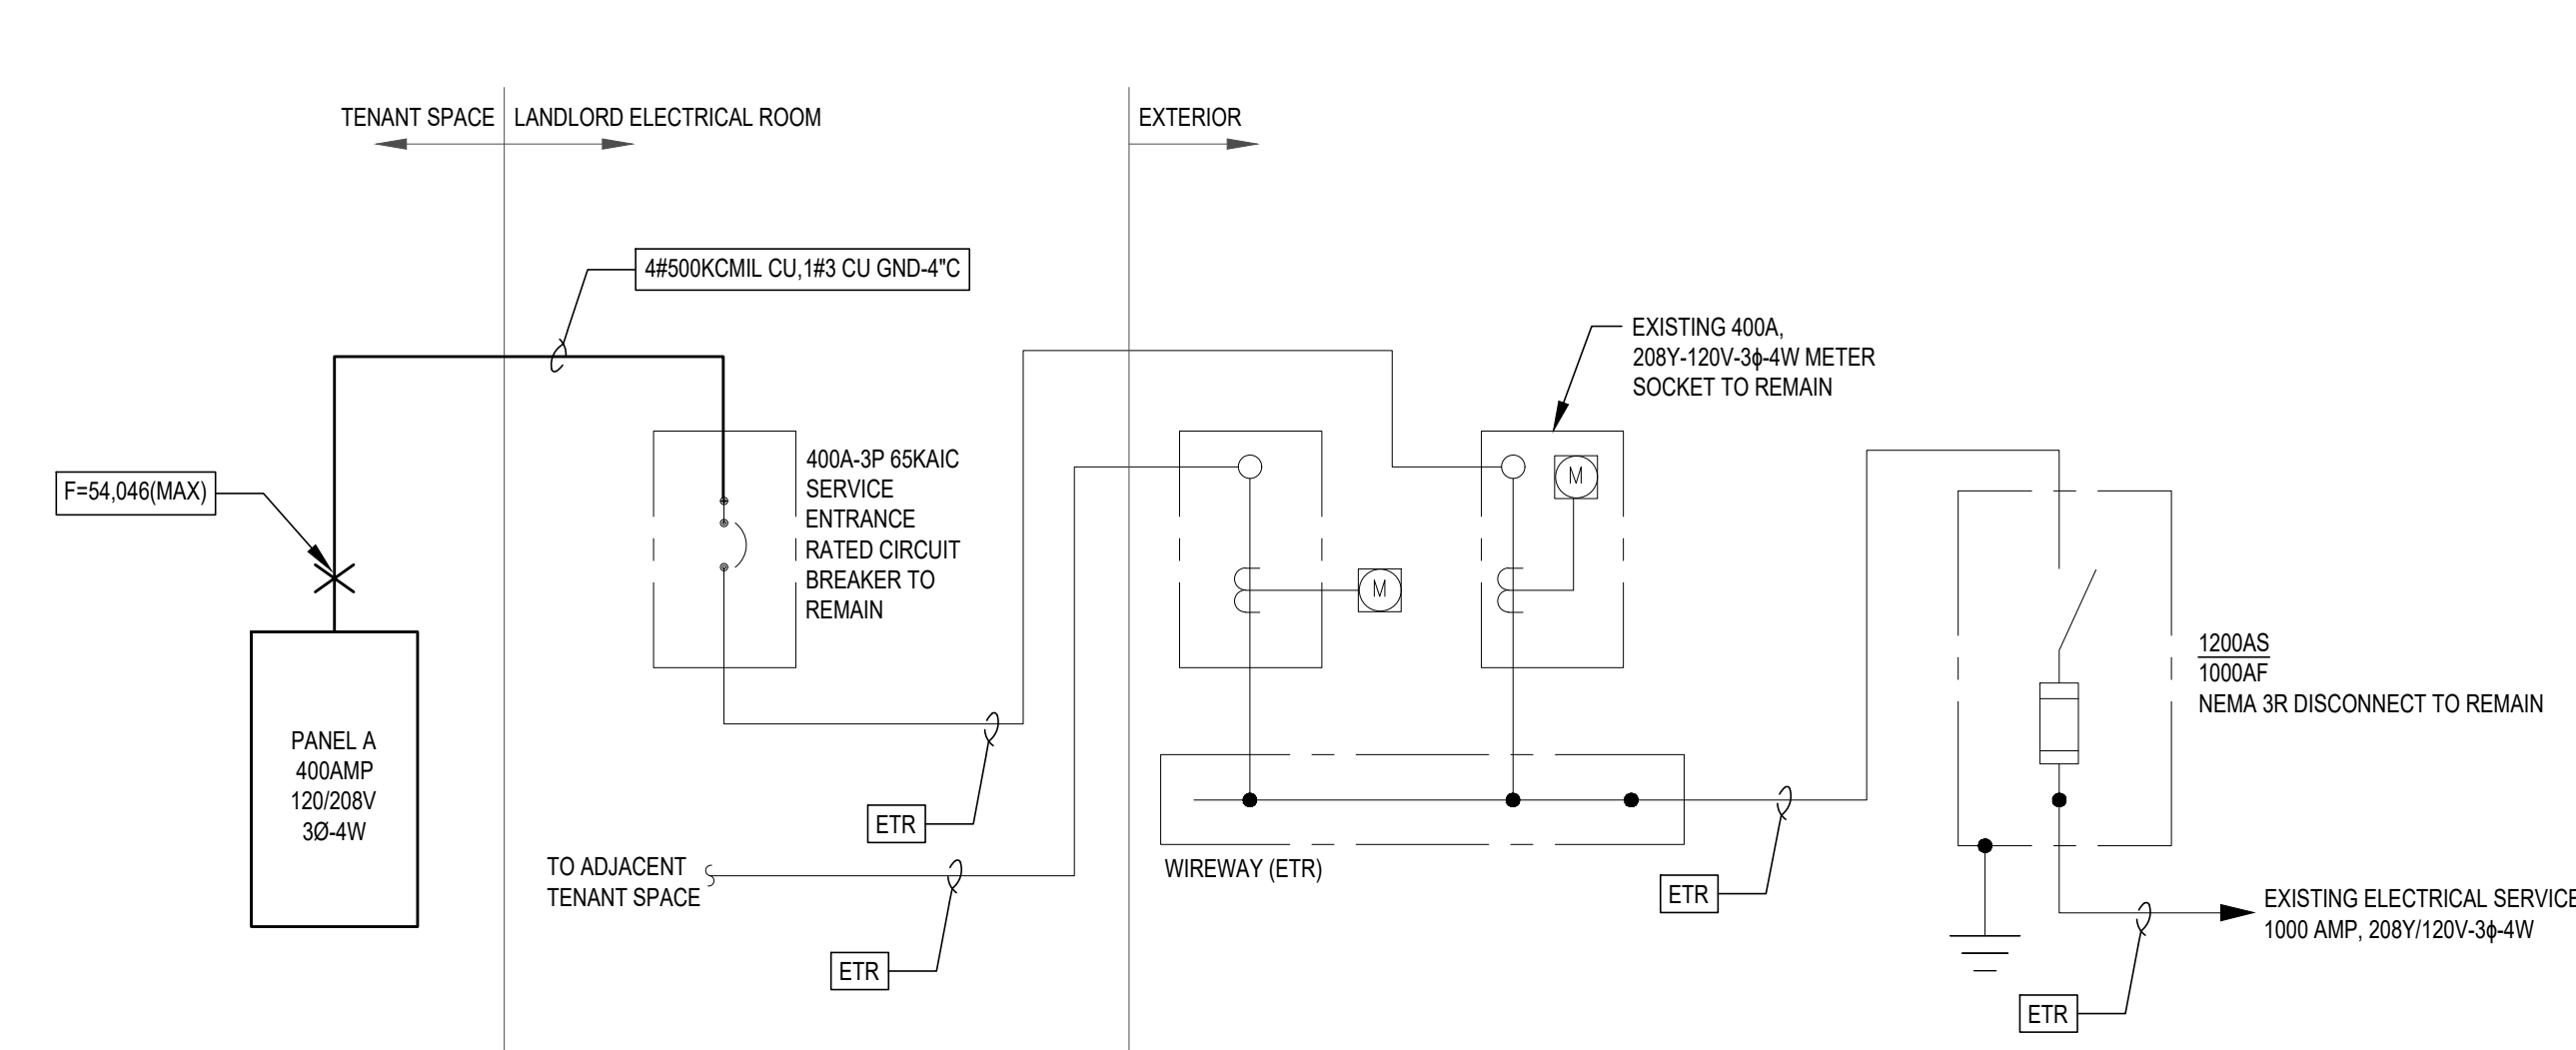 TENANT SPACE
LANDLORD ELECTRICAL ROOM
EXTERIOR
4#500KCMIL CU,1#3 CU GND-4"C
EXISTING 400A,
208Y-120V-3ϕ-4W METER
SOCKET TO REMAIN
400A-3P 65KAIC
SERVICE
ENTRANCE
RATED CIRCUIT
BREAKER TO
REMAIN
F=54,046(MAX)
M
M
1200AS
1000AF
NEMA 3R DISCONNECT TO REMAIN
PANEL A
400AMP
120/208V
3Ø-4W
ETR
TO ADJACENT
TENANT SPACE
WIREWAY (ETR)
ETR
ETR
EXISTING ELECTRICAL SERVICE
1000 AMP, 208Y/120V-3ϕ-4W
ETR